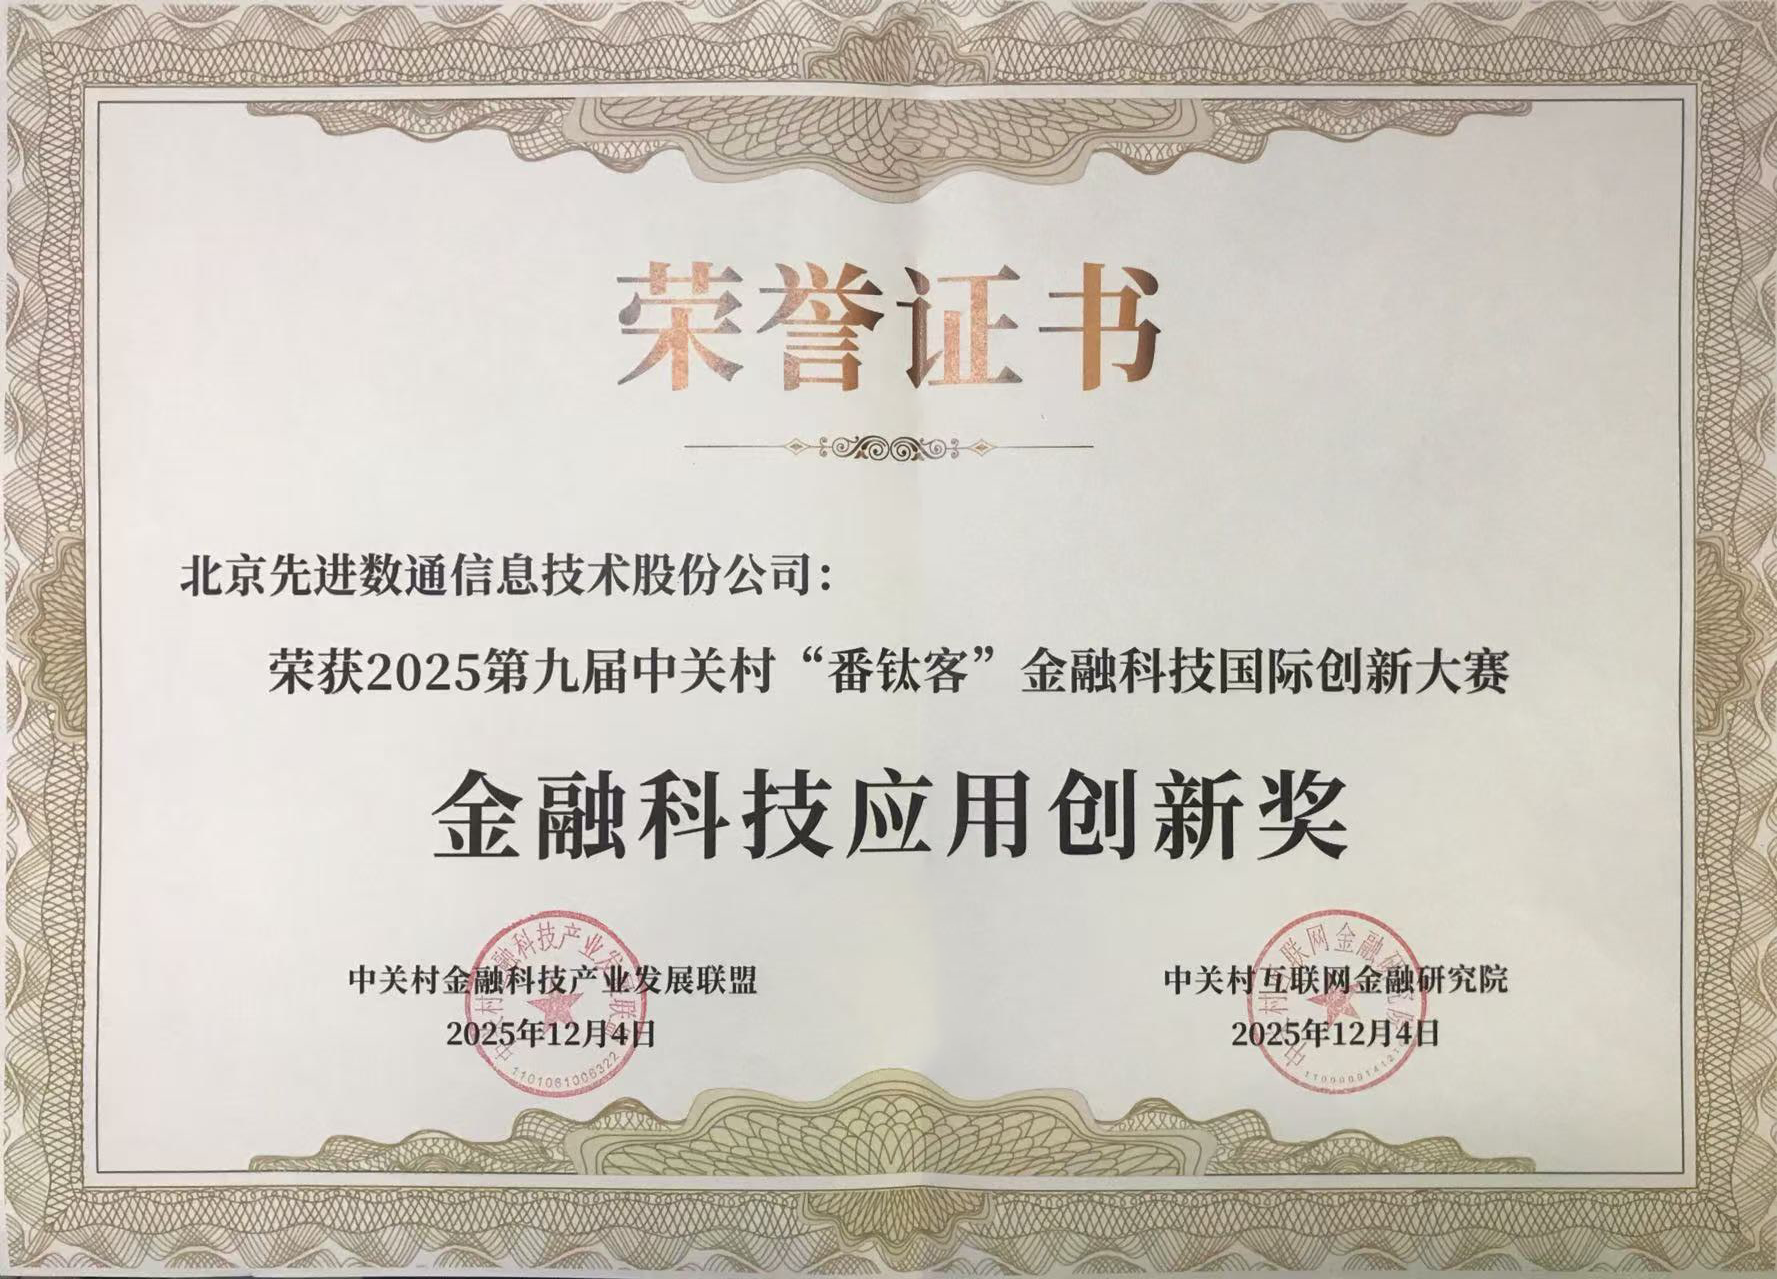 荣誉证书
北京先进数通信息技术股份公司：
荣获2025第九届中关村“番钛客”金融科技国际创新大赛
金融科技应用创新奖
中关村金融科技产业发展联盟
2025年12月4日
1101081006322
中关村互联网金融研究院
2025年12月4日